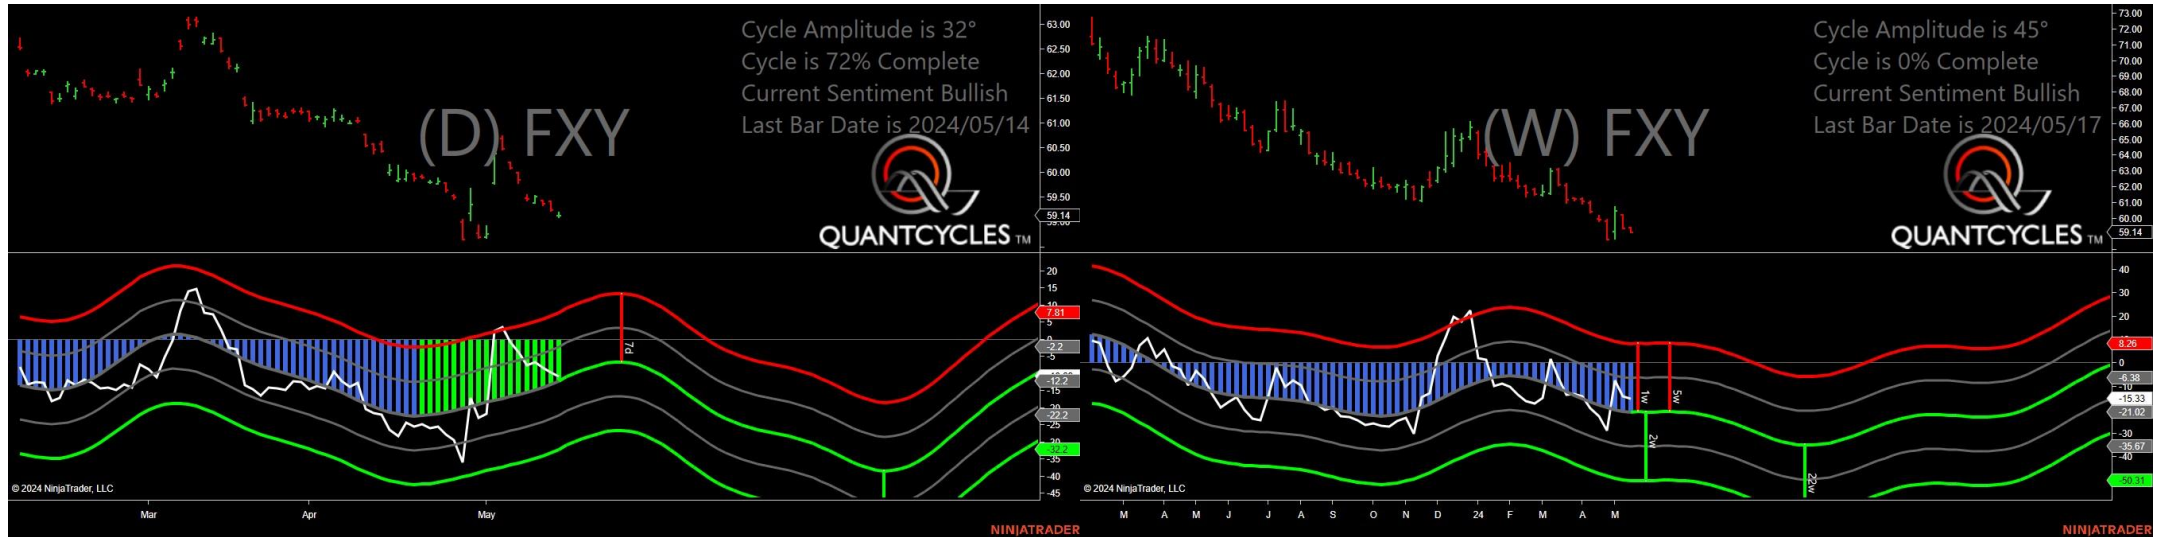 Cycle Amplitude is 32°
Cycle is 72% Complete
Current Sentiment Bullish
Last Bar Date is 2024/05/14
(D) FXY
QUANTCYCLES TM
63.00
62.50
62.00
61.50
61.00
60.50
60.00
59.50
59.14
20
15
10
7.81
5
0
-2.2
-5
-12.2
-15
-20
-22.2
-25
-30
-32.2
-35
-40
-45
7d
© 2024 NinjaTrader, LLC
Mar Apr May
NINJATRADER
Cycle Amplitude is 45°
Cycle is 0% Complete
Current Sentiment Bullish
Last Bar Date is 2024/05/17
(W) FXY
QUANTCYCLES TM
73.00
72.00
71.00
70.00
69.00
68.00
67.00
66.00
65.00
64.00
63.00
62.00
61.00
60.00
59.14
40
30
20
8.26
0
-6.38
-10
-15.33
-21.02
-30
-35.67
-40
-50.31
1w
5w
2w
22w
© 2024 NinjaTrader, LLC
M A M J J A S O N D 24 F M A M
NINJATRADER